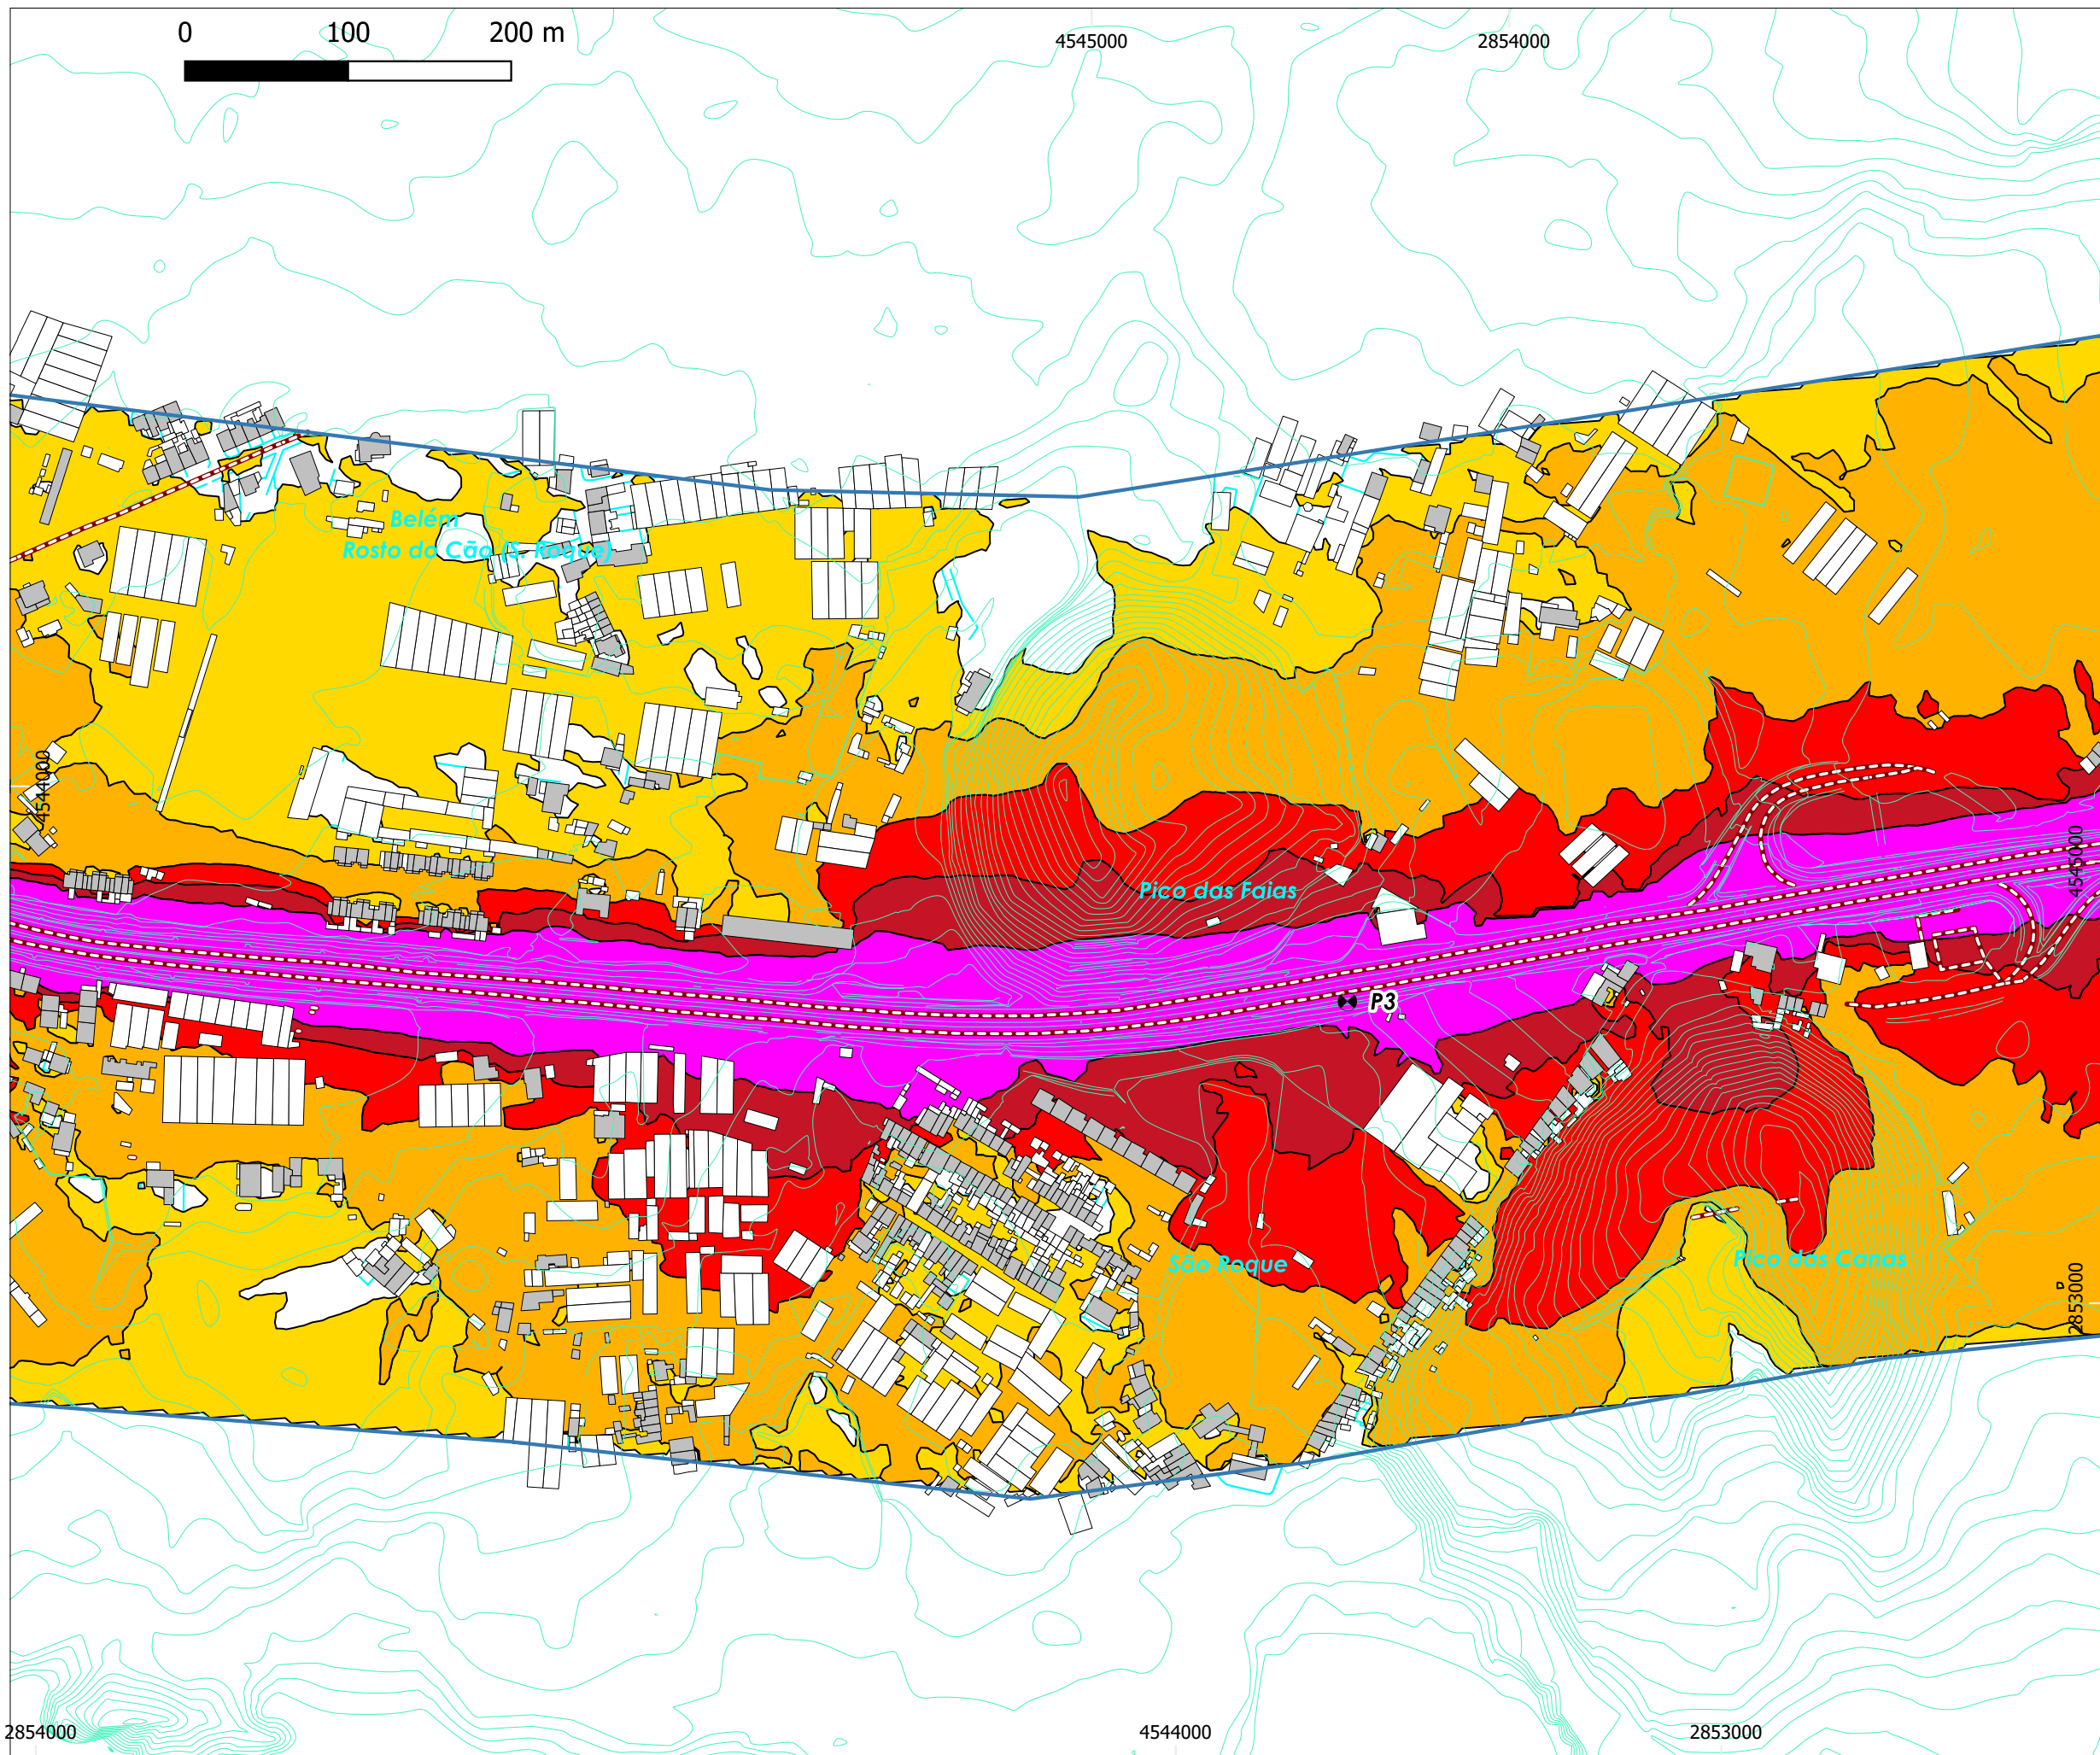 0 100 200 m
4545000
2854000
Belém
Rosto do Cão (S. Roque)
4544000
4545000
Pico das Faias
P3
São Roque
Pico das Canas
2853000
2854000
4544000
2853000